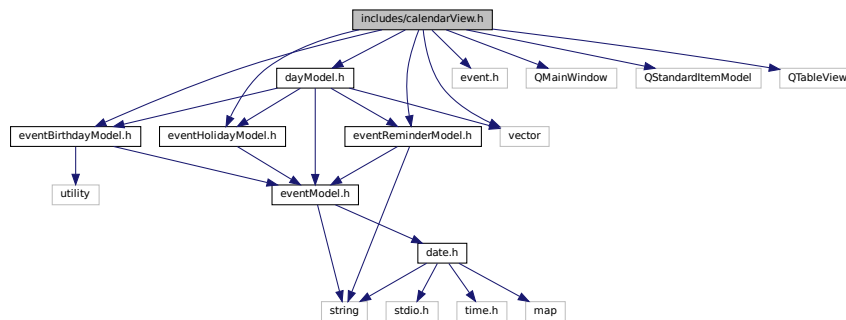 includes/calendarView.h
dayModel.h
event.h
QMainWindow
QStandardItemModel
QTableView
eventBirthdayModel.h
eventHolidayModel.h
eventReminderModel.h
vector
utility
eventModel.h
date.h
string
stdio.h
time.h
map